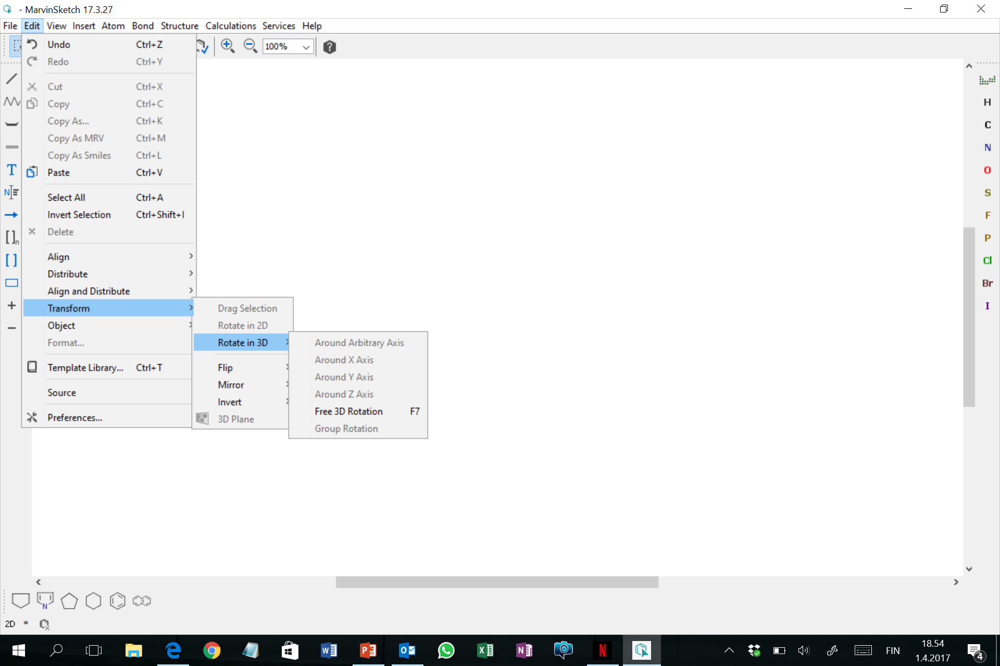 - MarvinSketch 17.3.27
File Edit View Insert Atom Bond Structure Calculations Services Help
Undo Ctrl+Z
100%
Redo Ctrl+Y
Cut Ctrl+X
Copy Ctrl+C
Copy As... Ctrl+K
Copy As MRV Ctrl+M
Copy As Smiles Ctrl+L
Paste Ctrl+V
Select All Ctrl+A
Invert Selection Ctrl+Shift+I
Delete
Align
Distribute
Align and Distribute
Transform
Object
Format...
Template Library... Ctrl+T
Source
Preferences...
Drag Selection
Rotate in 2D
Rotate in 3D
Flip
Mirror
Invert
3D Plane
Around Arbitrary Axis
Around X Axis
Around Y Axis
Around Z Axis
Free 3D Rotation F7
Group Rotation
T
N
[ ]n
[ ]
H
C
N
O
S
F
P
Cl
Br
I
N
2D *
FIN
18.54
1.4.2017
4